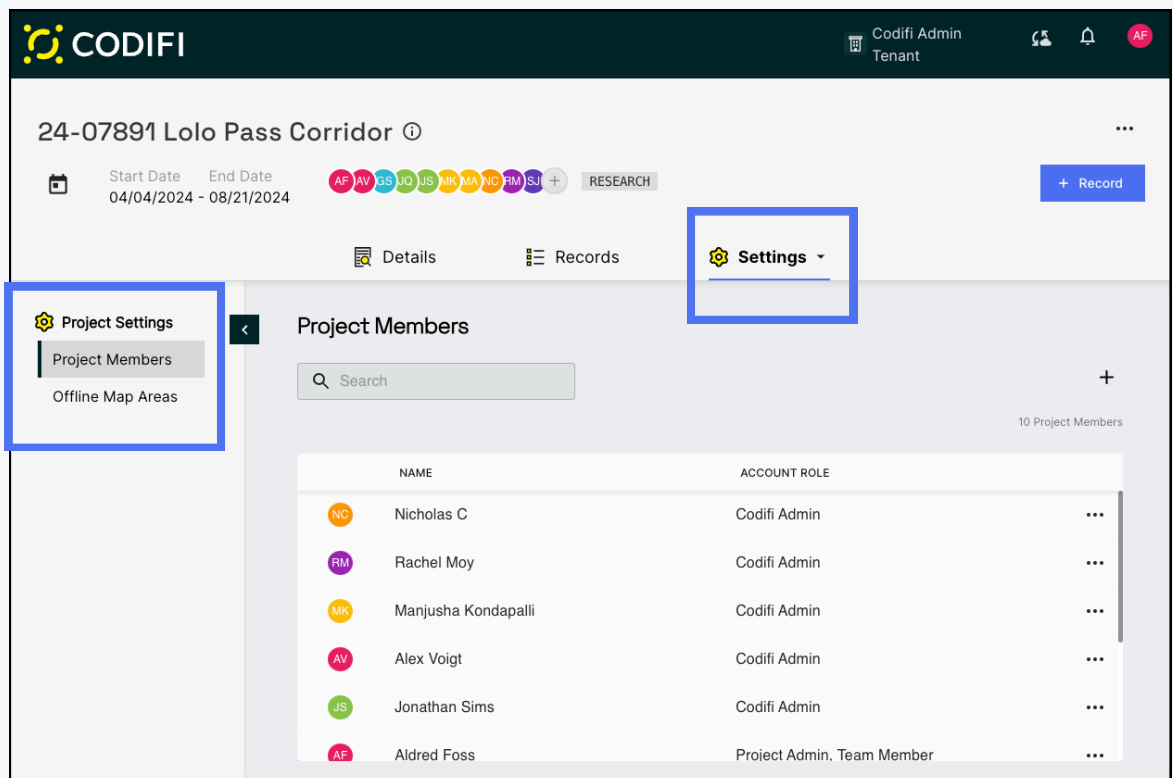 CODIFI
Codifi Admin
Tenant
AF
24-07891 Lolo Pass Corridor
Start Date End Date
04/04/2024 - 08/21/2024
AF AV GS JQ JS MK MA NC RM SJ +
RESEARCH
+ Record
Details
Records
Settings
Project Settings
Project Members
Offline Map Areas
Project Members
Search
+
10 Project Members
NAME ACCOUNT ROLE
NC Nicholas C Codifi Admin
RM Rachel Moy Codifi Admin
MK Manjusha Kondapalli Codifi Admin
AV Alex Voigt Codifi Admin
JS Jonathan Sims Codifi Admin
AF Aldred Foss Project Admin, Team Member